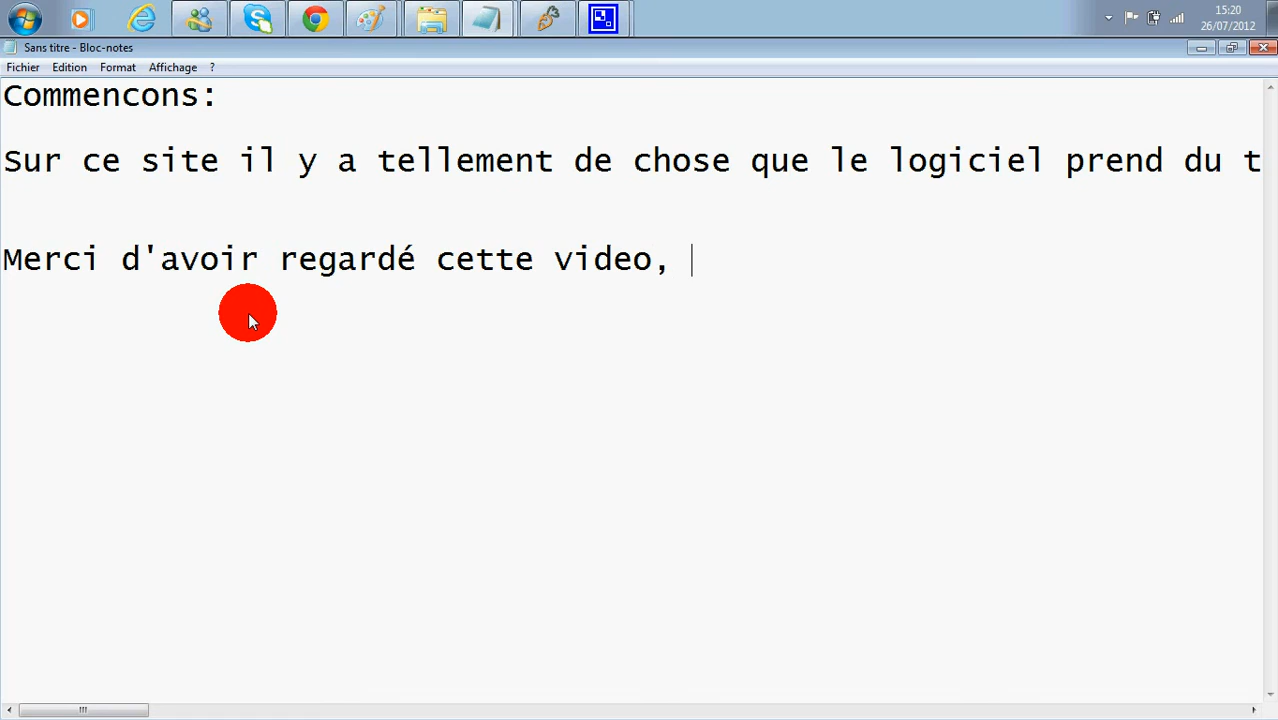 15:20
26/07/2012
Sans titre - Bloc-notes
Fichier Edition Format Affichage ?
Commencons:
Sur ce site il y a tellement de chose que le logiciel prend du t
Merci d'avoir regardé cette video,